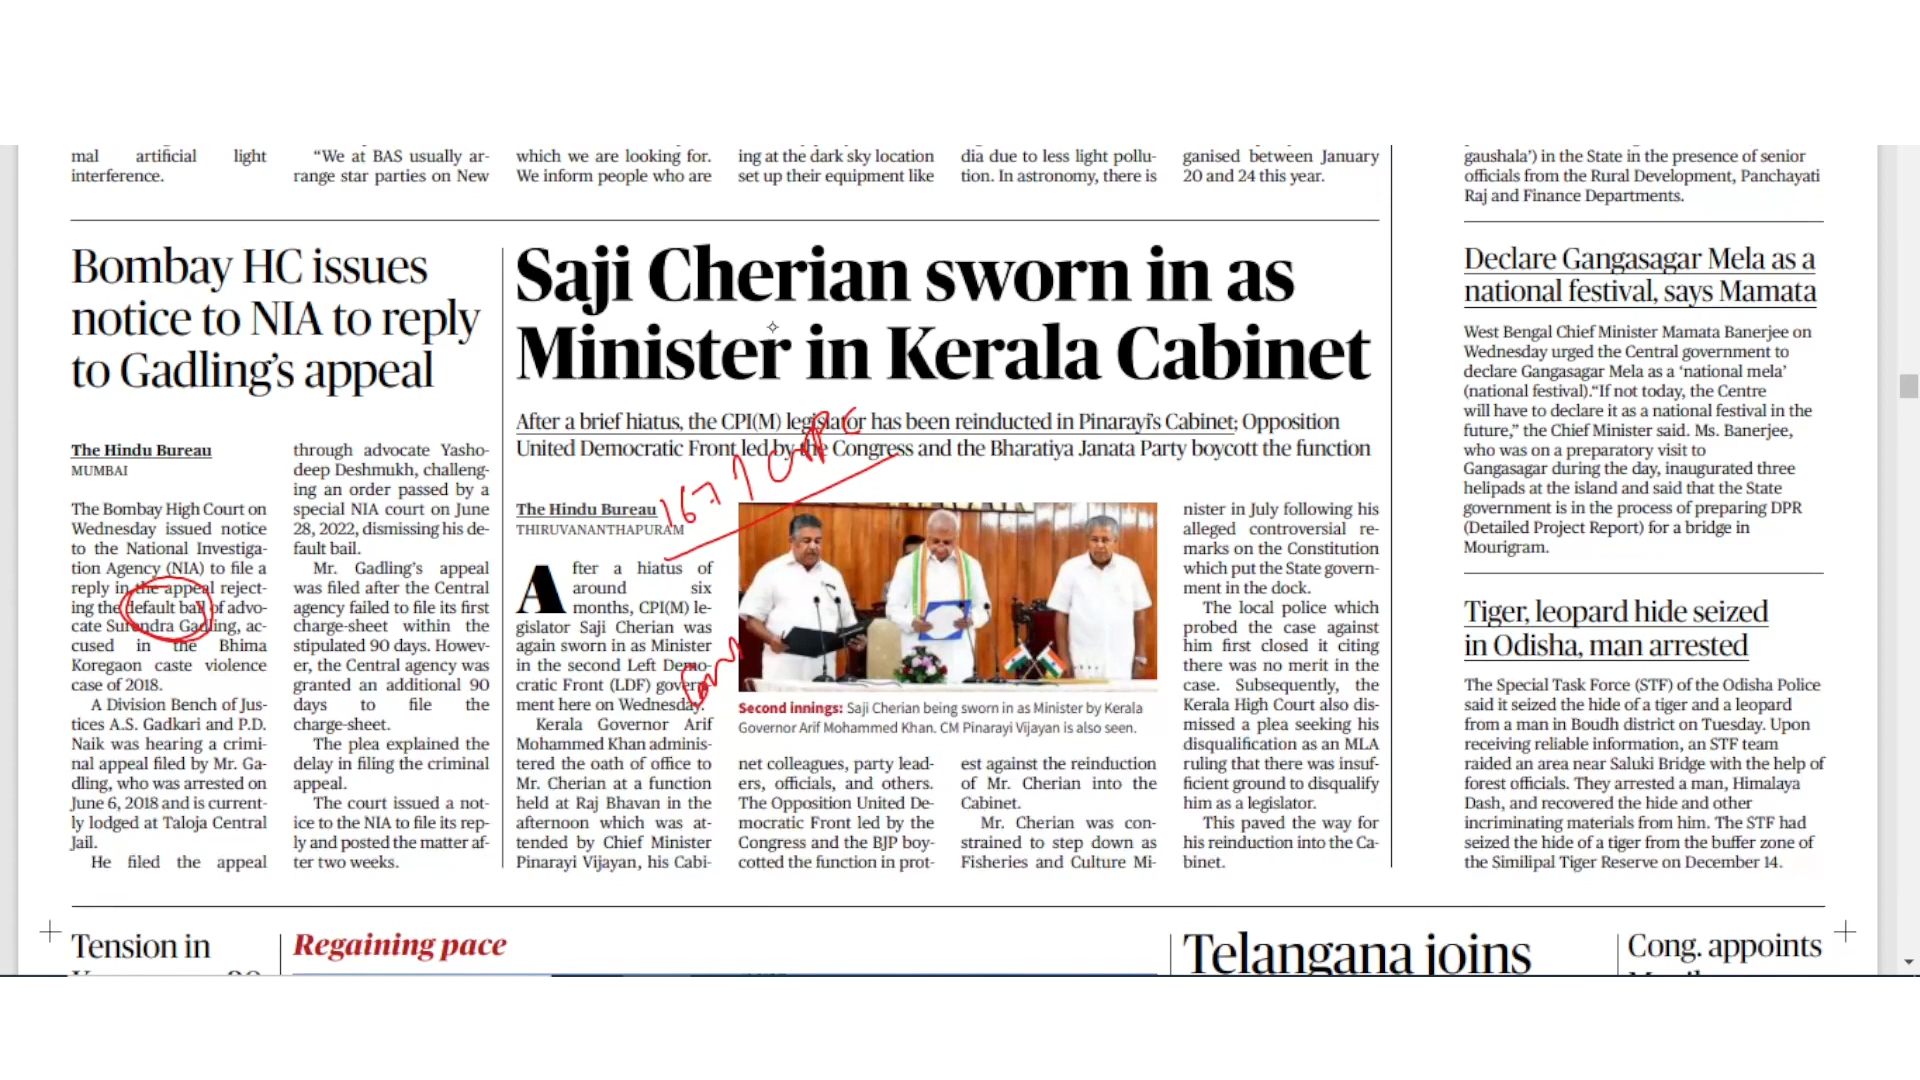 mal artificial light
interference.
“We at BAS usually ar-
range star parties on New
which we are looking for.
We inform people who are
ing at the dark sky location
set up their equipment like
dia due to less light pollu-
tion. In astronomy, there is
ganised between January
20 and 24 this year.
gaushala’) in the State in the presence of senior
officials from the Rural Development, Panchayati
Raj and Finance Departments.
Bombay HC issues
notice to NIA to reply
to Gadling’s appeal
The Hindu Bureau
MUMBAI
The Bombay High Court on
Wednesday issued notice
to the National Investiga-
tion Agency (NIA) to file a
reply in the appeal reject-
ing the default bail of advo-
cate Surendra Gadling, ac-
cused in the Bhima
Koregaon caste violence
case of 2018.
A Division Bench of Jus-
tices A.S. Gadkari and P.D.
Naik was hearing a crimi-
nal appeal filed by Mr. Ga-
dling, who was arrested on
June 6, 2018 and is current-
ly lodged at Taloja Central
Jail.
He filed the appeal
through advocate Yasho-
deep Deshmukh, challeng-
ing an order passed by a
special NIA court on June
28, 2022, dismissing his de-
fault bail.
Mr. Gadling’s appeal
was filed after the Central
agency failed to file its first
charge-sheet within the
stipulated 90 days. Howev-
er, the Central agency was
granted an additional 90
days to file the
charge-sheet.
The plea explained the
delay in filing the criminal
appeal.
The court issued a not-
ice to the NIA to file its rep-
ly and posted the matter af-
ter two weeks.
Saji Cherian sworn in as
Minister in Kerala Cabinet
After a brief hiatus, the CPI(M) legislator has been reinducted in Pinarayi’s Cabinet; Opposition
United Democratic Front led by the Congress and the Bharatiya Janata Party boycott the function
167
CrPC
The Hindu Bureau
THIRUVANANTHAPURAM
After a hiatus of
around six
months, CPI(M) le-
gislator Saji Cherian was
again sworn in as Minister
in the second Left Demo-
cratic Front (LDF) govern-
ment here on Wednesday.
Kerala Governor Arif
Mohammed Khan adminis-
tered the oath of office to
Mr. Cherian at a function
held at Raj Bhavan in the
afternoon which was at-
tended by Chief Minister
Pinarayi Vijayan, his Cabi-
Second innings: Saji Cherian being sworn in as Minister by Kerala
Governor Arif Mohammed Khan. CM Pinarayi Vijayan is also seen.
net colleagues, party lead-
ers, officials, and others.
The Opposition United De-
mocratic Front led by the
Congress and the BJP boy-
cotted the function in prot-
est against the reinduction
of Mr. Cherian into the
Cabinet.
Mr. Cherian was con-
strained to step down as
Fisheries and Culture Mi-
nister in July following his
alleged controversial re-
marks on the Constitution
which put the State govern-
ment in the dock.
The local police which
probed the case against
him first closed it citing
there was no merit in the
case. Subsequently, the
Kerala High Court also dis-
missed a plea seeking his
disqualification as an MLA
ruling that there was insuf-
ficient ground to disqualify
him as a legislator.
This paved the way for
his reinduction into the Ca-
binet.
Declare Gangasagar Mela as a
national festival, says Mamata
West Bengal Chief Minister Mamata Banerjee on
Wednesday urged the Central government to
declare Gangasagar Mela as a ‘national mela’
(national festival).“If not today, the Centre
will have to declare it as a national festival in the
future,” the Chief Minister said. Ms. Banerjee,
who was on a preparatory visit to
Gangasagar during the day, inaugurated three
helipads at the island and said that the State
government is in the process of preparing DPR
(Detailed Project Report) for a bridge in
Mourigram.
Tiger, leopard hide seized
in Odisha, man arrested
The Special Task Force (STF) of the Odisha Police
said it seized the hide of a tiger and a leopard
from a man in Boudh district on Tuesday. Upon
receiving reliable information, an STF team
raided an area near Saluki Bridge with the help of
forest officials. They arrested a man, Himalaya
Dash, and recovered the hide and other
incriminating materials from him. The STF had
seized the hide of a tiger from the buffer zone of
the Similipal Tiger Reserve on December 14.
Tension in
Regaining pace
Telangana joins
Cong. appoints